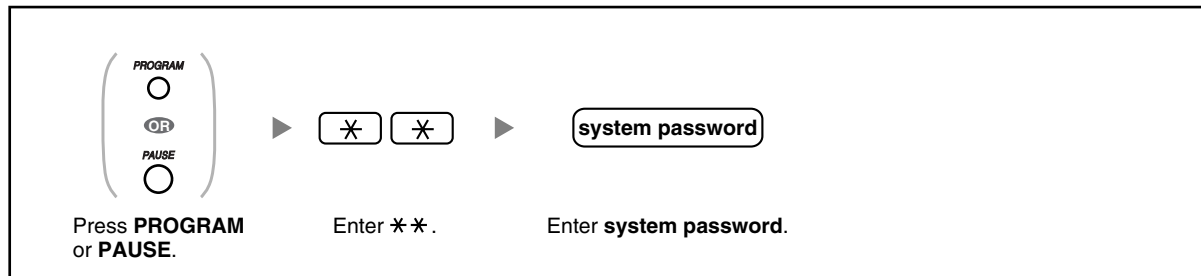 PROGRAM
OR
PAUSE
* *
system password
Press PROGRAM
or PAUSE.
Enter **.
Enter system password.